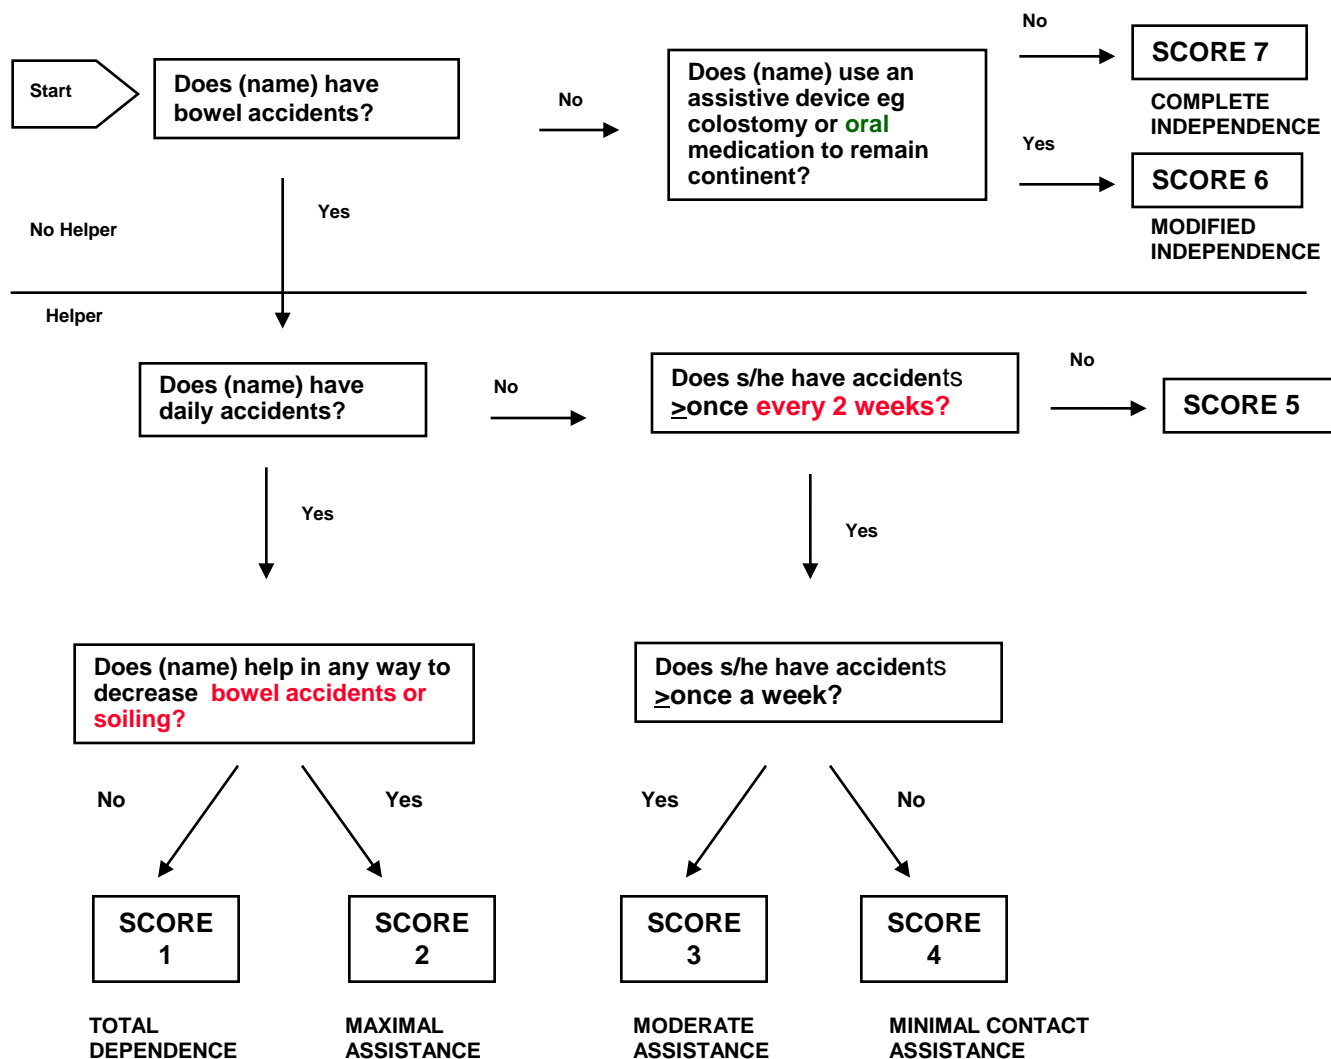 Start
Does (name) have
bowel accidents?
No
Does (name) use an
assistive device eg
colostomy or oral
medication to remain
continent?
No
SCORE 7
COMPLETE
INDEPENDENCE
Yes
SCORE 6
MODIFIED
INDEPENDENCE
Yes
No Helper
Helper
Does (name) have
daily accidents?
No
Does s/he have accidents
>once every 2 weeks?
No
SCORE 5
Yes
Yes
Does (name) help in any way to
decrease bowel accidents or
soiling?
Does s/he have accidents
>once a week?
No
Yes
Yes
No
SCORE
1
SCORE
2
SCORE
3
SCORE
4
TOTAL
DEPENDENCE
MAXIMAL
ASSISTANCE
MODERATE
ASSISTANCE
MINIMAL CONTACT
ASSISTANCE